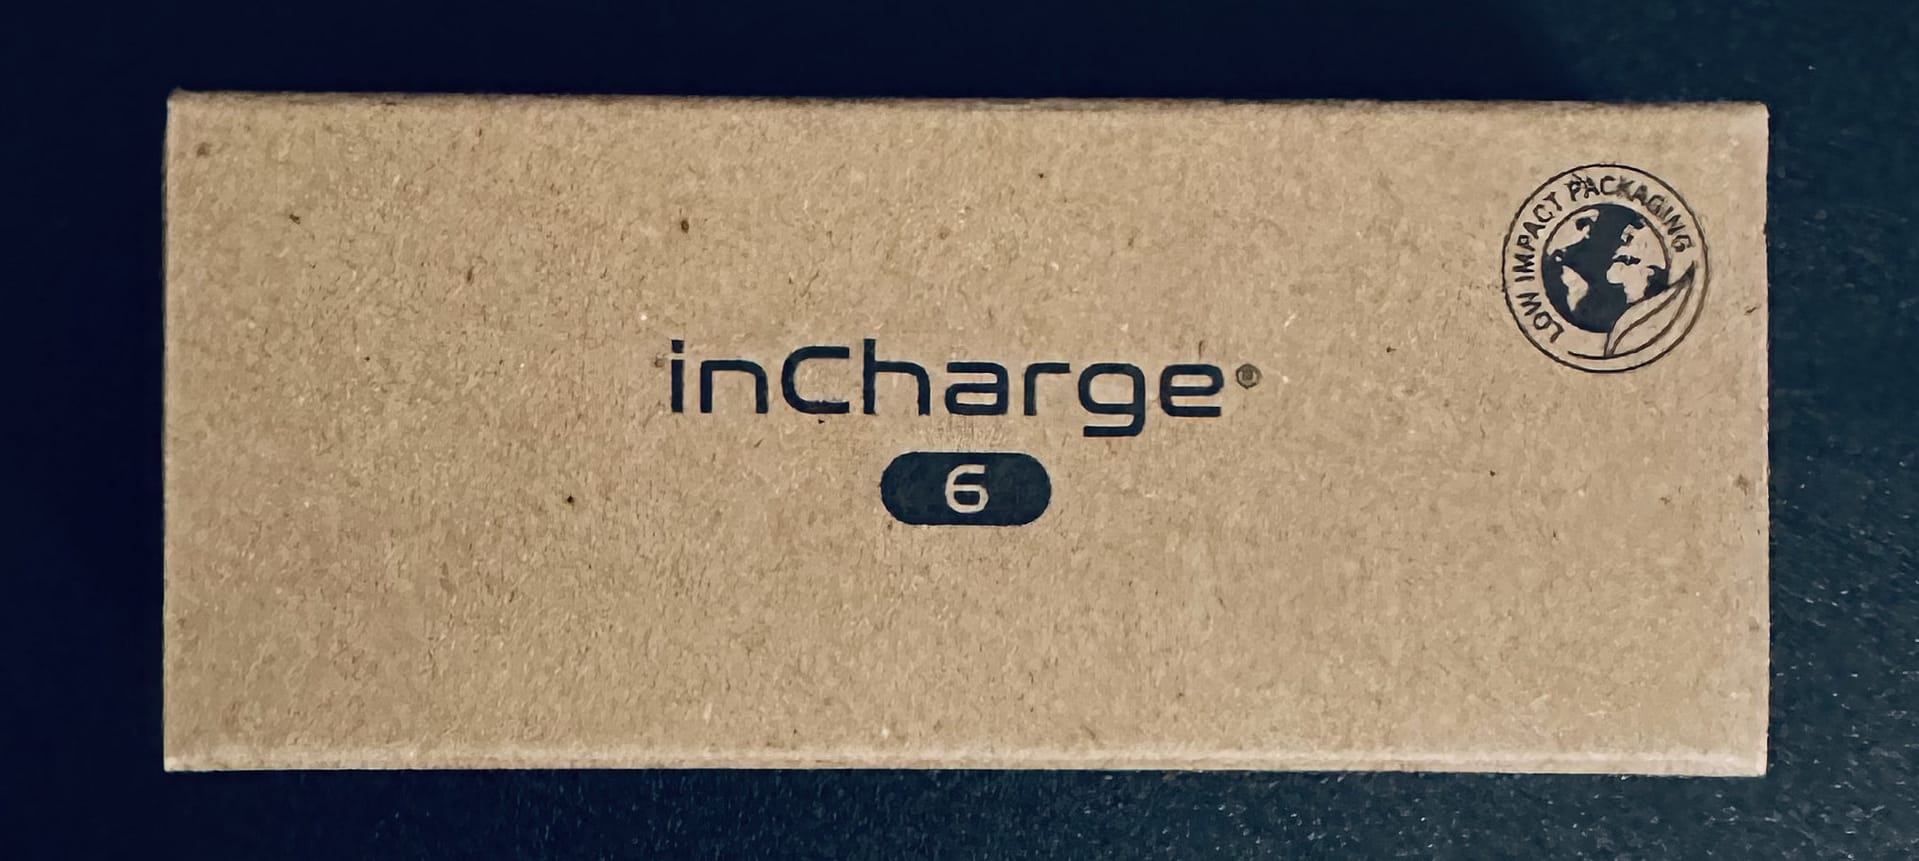 LOW IMPACT PACKAGING
inCharge®
6